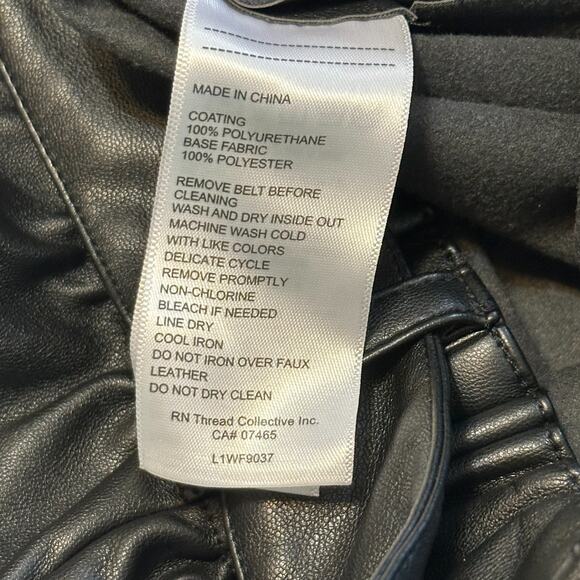 MADE IN CHINA
COATING
100% POLYURETHANE
BASE FABRIC
100% POLYESTER
REMOVE BELT BEFORE
CLEANING
WASH AND DRY INSIDE OUT
MACHINE WASH COLD
WITH LIKE COLORS
DELICATE CYCLE
REMOVE PROMPTLY
NON-CHLORINE
BLEACH IF NEEDED
LINE DRY
COOL IRON
DO NOT IRON OVER FAUX
LEATHER
DO NOT DRY CLEAN
RN Thread Collective Inc.
CA# 07465
L1WF9037